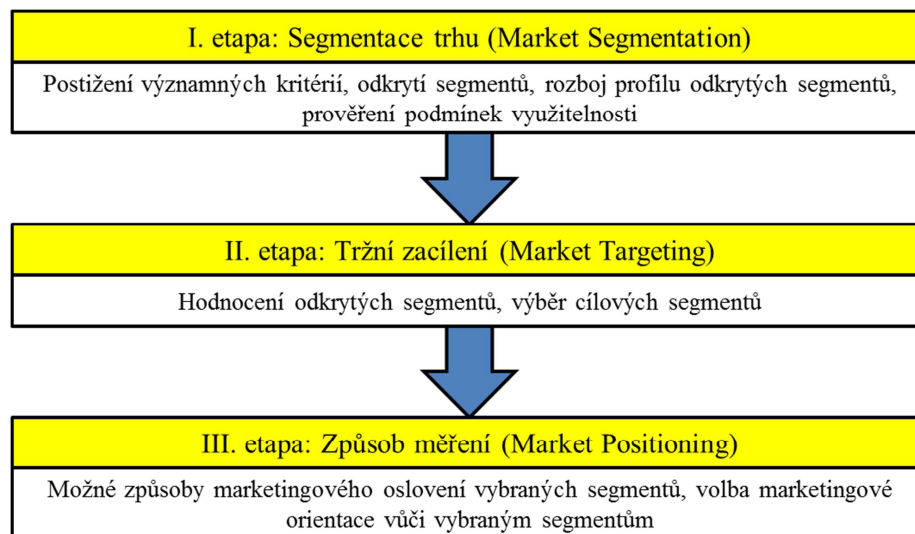 I. etapa: Segmentace trhu (Market Segmentation)
Postižení významných kritérií, odkrytí segmentů, rozboj profilu odkrytých segmentů,
prověření podmínek využitelnosti
II. etapa: Tržní zacílení (Market Targeting)
Hodnocení odkrytých segmentů, výběr cílových segmentů
III. etapa: Způsob měření (Market Positioning)
Možné způsoby marketingového oslovení vybraných segmentů, volba marketingové
orientace vůči vybraným segmentům